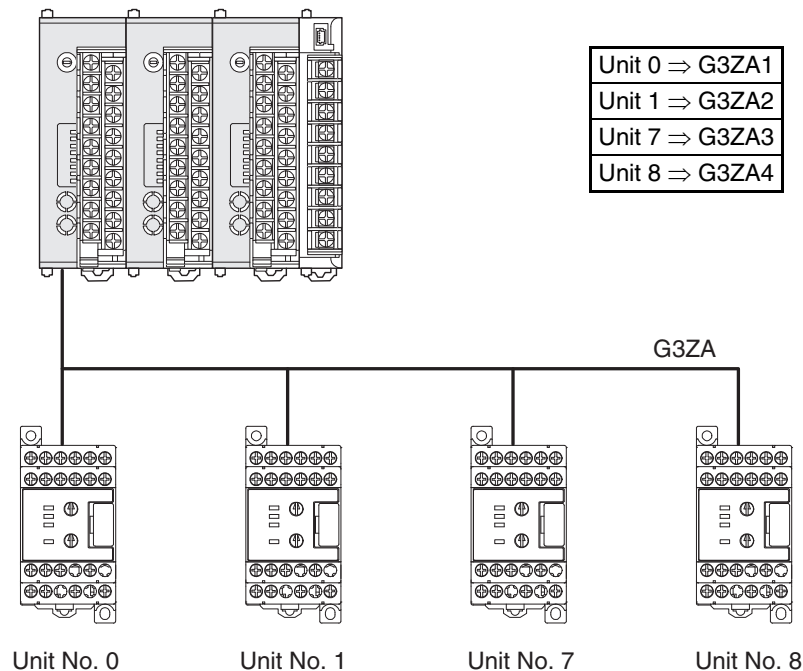 Unit 0 ⇒ G3ZA1
Unit 1 ⇒ G3ZA2
Unit 7 ⇒ G3ZA3
Unit 8 ⇒ G3ZA4
G3ZA
Unit No. 0
Unit No. 1
Unit No. 7
Unit No. 8